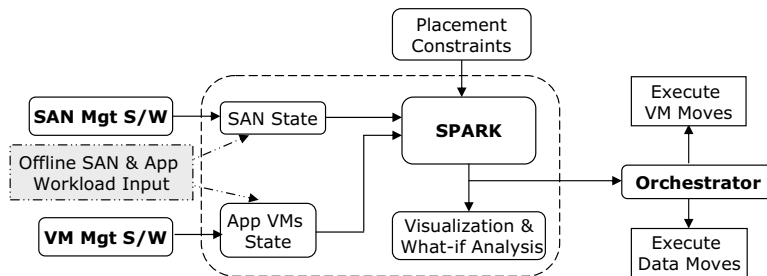 Placement
Constraints
SAN Mgt S/W
SAN State
SPARK
Execute
VM Moves
Offline SAN & App
Workload Input
Orchestrator
App VMs
State
VM Mgt S/W
Visualization &
What-if Analysis
Execute
Data Moves